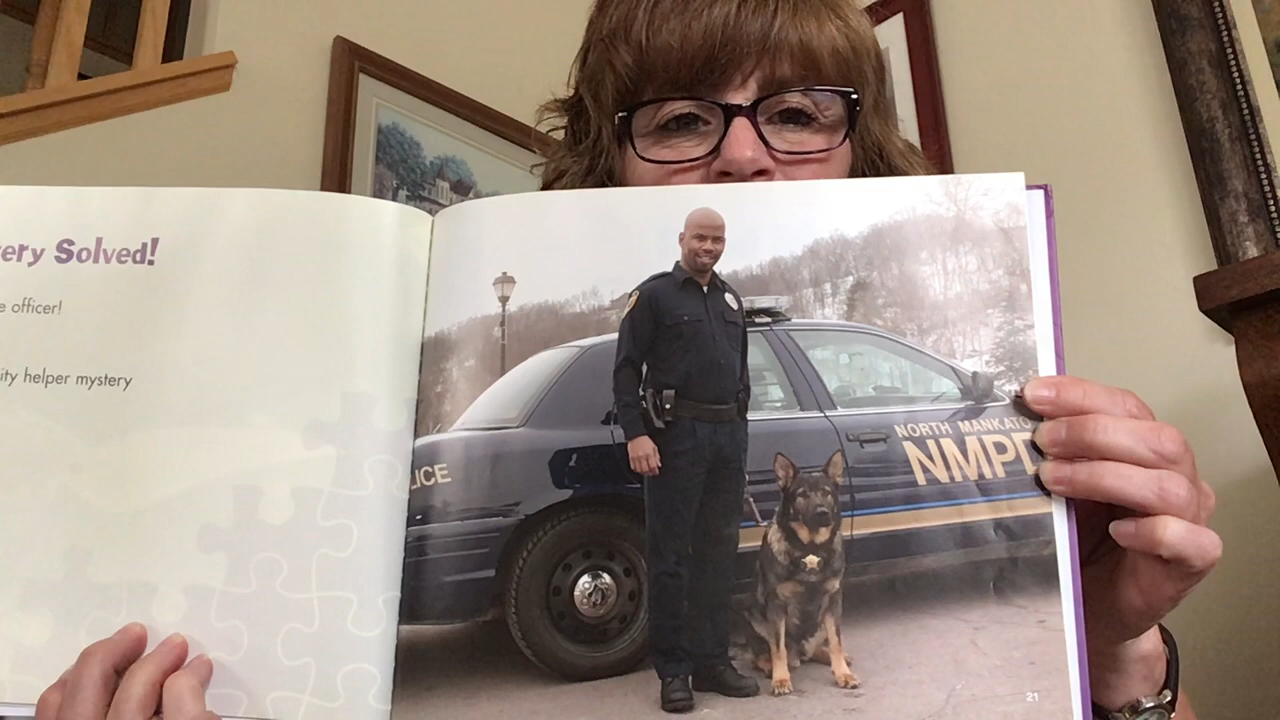 ery Solved!
e officer!
ity helper mystery
LICE
NORTH MANKATO
NMPD
21